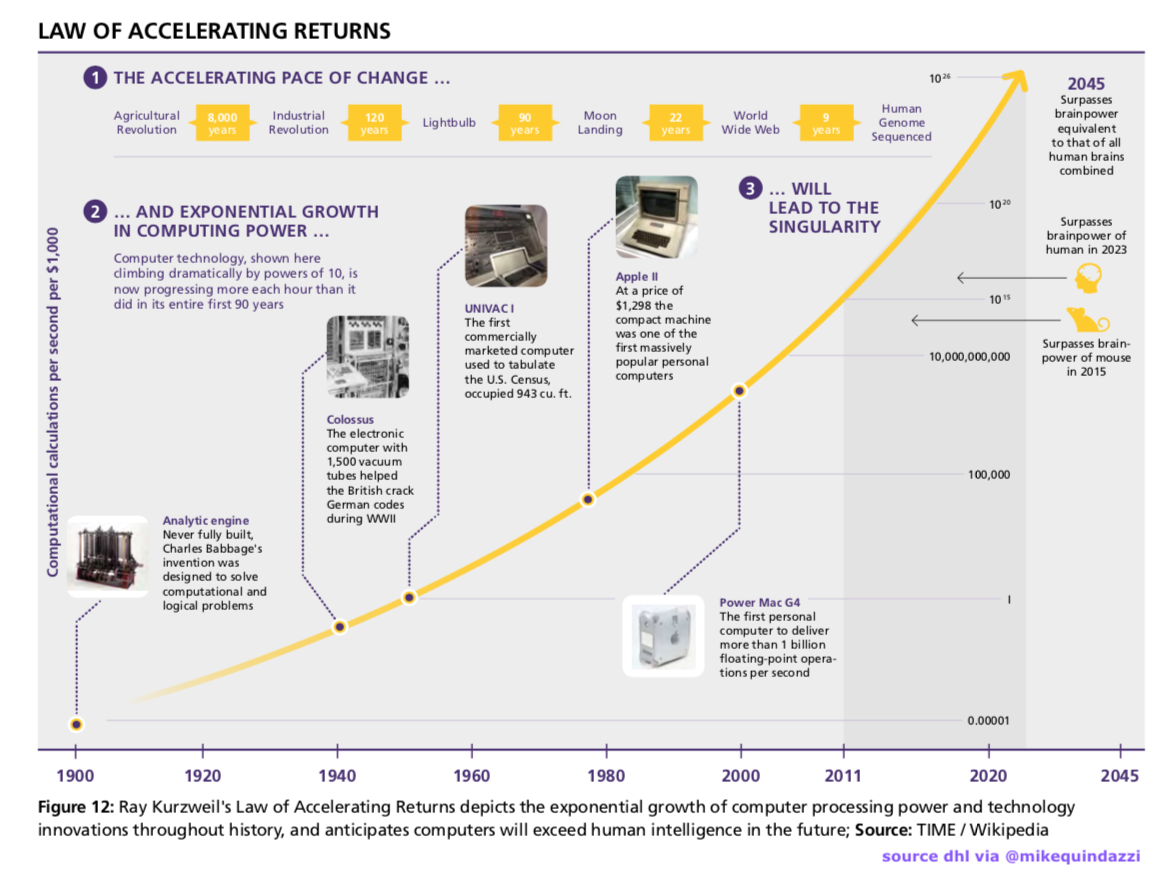 LAW OF ACCELERATING RETURNS
1 THE ACCELERATING PACE OF CHANGE ...
Agricultural
Revolution
8,000
years
Industrial
Revolution
120
years
Lightbulb
90
years
Moon
Landing
22
years
World
Wide Web
9
years
Human
Genome
Sequenced
2 ... AND EXPONENTIAL GROWTH
IN COMPUTING POWER ...
Computer technology, shown here
climbing dramatically by powers of 10, is
now progressing more each hour than it
did in its entire first 90 years
3 ... WILL
LEAD TO THE
SINGULARITY
Computational calculations per second per $1,000
Analytic engine
Never fully built,
Charles Babbage's
invention was
designed to solve
computational and
logical problems
Colossus
The electronic
computer with
1,500 vacuum
tubes helped
the British crack
German codes
during WWII
UNIVAC I
The first
commercially
marketed computer
used to tabulate
the U.S. Census,
occupied 943 cu. ft.
Apple II
At a price of
$1,298 the
compact machine
was one of the
first massively
popular personal
computers
Power Mac G4
The first personal
computer to deliver
more than 1 billion
floating-point opera-
tions per second
10²⁶
10²⁰
10¹⁵
10,000,000,000
100,000
I
0.00001
2045
Surpasses
brainpower
equivalent
to that of all
human brains
combined
Surpasses
brainpower of
human in 2023
Surpasses brain-
power of mouse
in 2015
1900
1920
1940
1960
1980
2000
2011
2020
2045
Figure 12: Ray Kurzweil's Law of Accelerating Returns depicts the exponential growth of computer processing power and technology
innovations throughout history, and anticipates computers will exceed human intelligence in the future; Source: TIME / Wikipedia
source dhl via @mikequindazzi